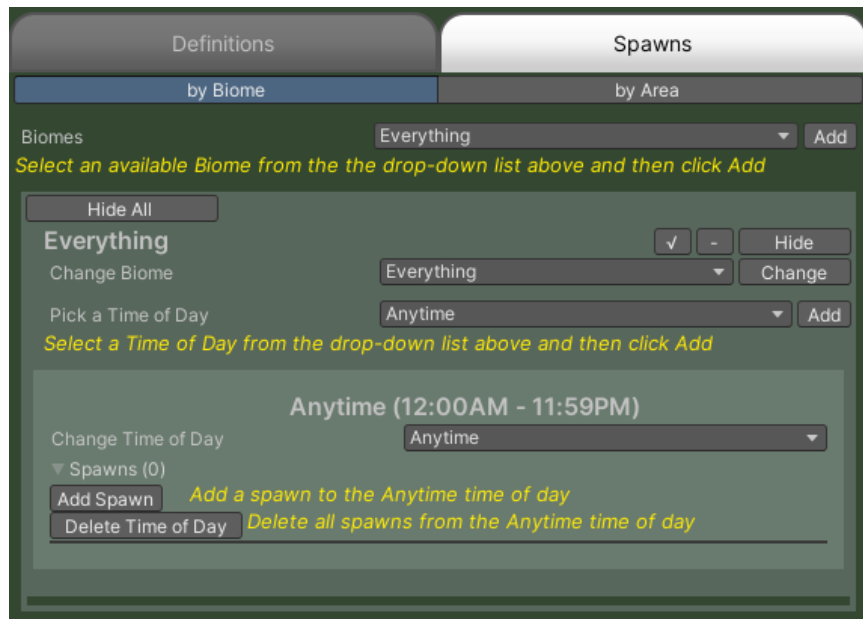 Definitions
Spawns
by Biome
by Area
Biomes Everything Add
Select an available Biome from the the drop-down list above and then click Add
Hide All
Everything √ - Hide
Change Biome Everything Change
Pick a Time of Day Anytime Add
Select a Time of Day from the drop-down list above and then click Add
Anytime (12:00AM - 11:59PM)
Change Time of Day Anytime
Spawns (0)
Add Spawn Add a spawn to the Anytime time of day
Delete Time of Day Delete all spawns from the Anytime time of day